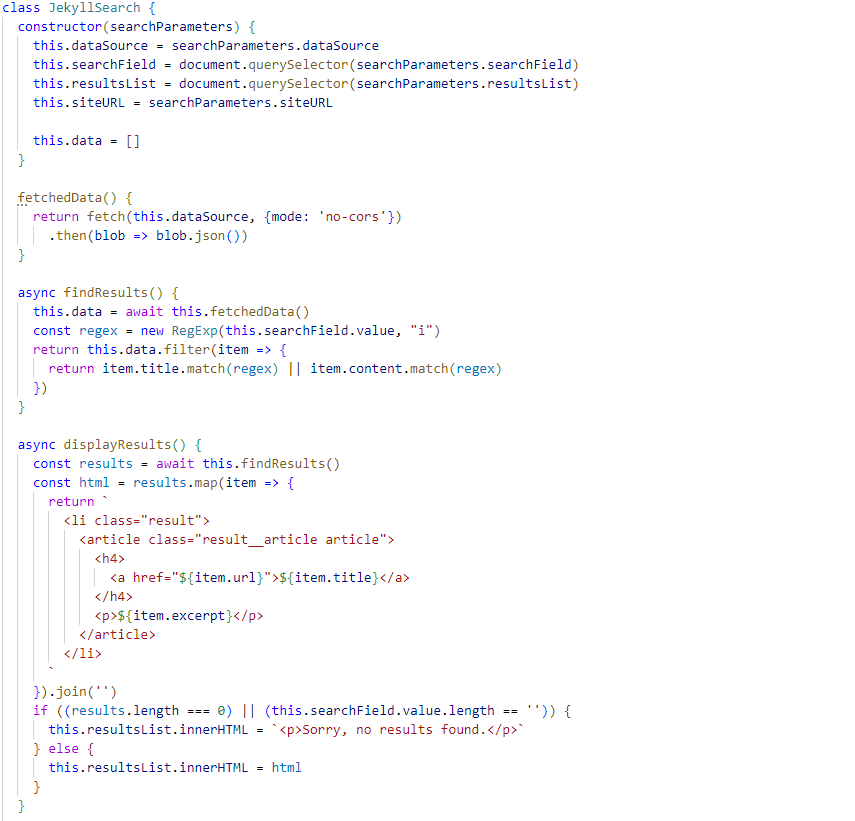 class JekyllSearch {
  constructor(searchParameters) {
    this.dataSource = searchParameters.dataSource
    this.searchField = document.querySelector(searchParameters.searchField)
    this.resultsList = document.querySelector(searchParameters.resultsList)
    this.siteURL = searchParameters.siteURL

    this.data = []
  }

  fetchedData() {
    return fetch(this.dataSource, {mode: 'no-cors'})
      .then(blob => blob.json())
  }

  async findResults() {
    this.data = await this.fetchedData()
    const regex = new RegExp(this.searchField.value, "i")
    return this.data.filter(item => {
      return item.title.match(regex) || item.content.match(regex)
    })
  }

  async displayResults() {
    const results = await this.findResults()
    const html = results.map(item => {
      return `
        <li class="result">
          <article class="result__article article">
            <h4>
              <a href="${item.url}">${item.title}</a>
            </h4>
            <p>${item.excerpt}</p>
          </article>
        </li>
      `
    }).join('')
    if ((results.length === 0) || (this.searchField.value.length == '')) {
      this.resultsList.innerHTML = `<p>Sorry, no results found.</p>`
    } else {
      this.resultsList.innerHTML = html
    }
  }